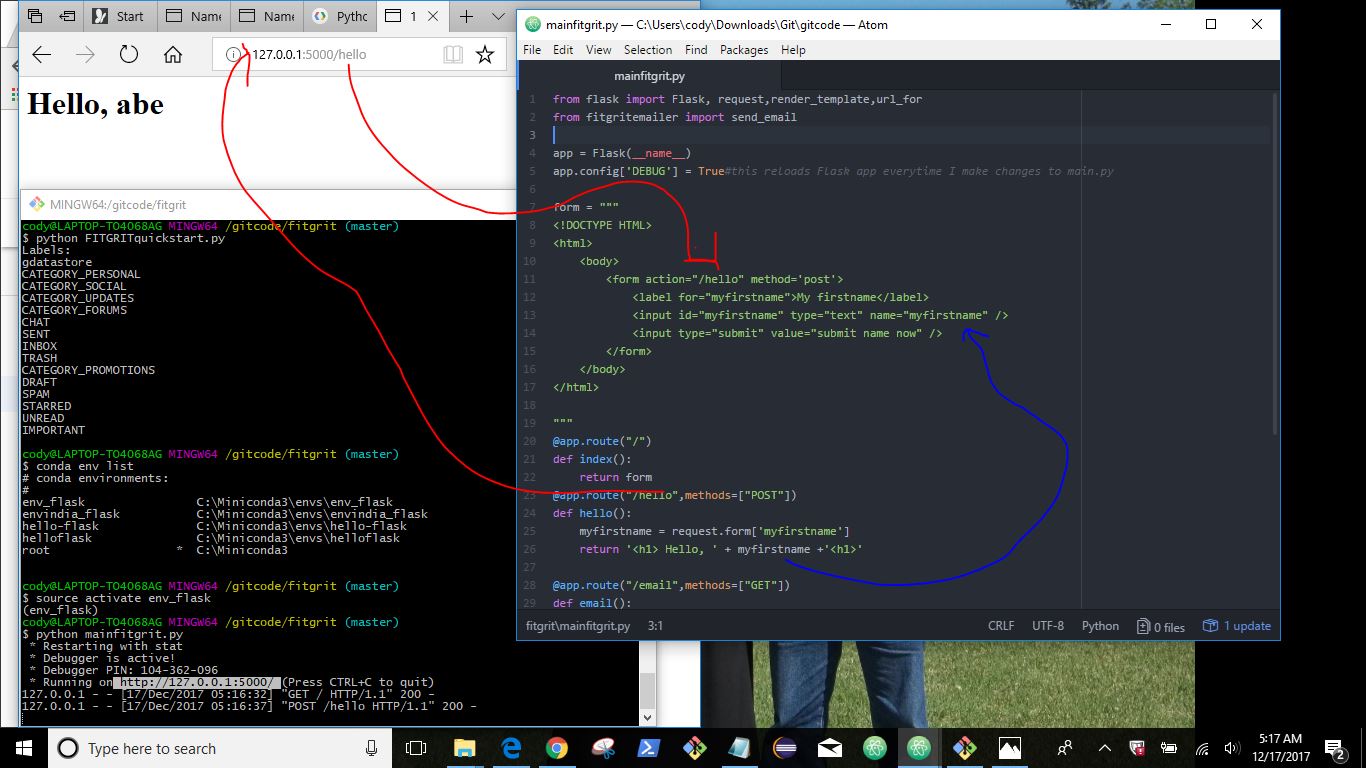 Start
Name
Name
Pytho
1
127.0.0.1:5000/hello
Hello, abe
MINGW64:/gitcode/fitgrit
cody@LAPTOP-TO4O68AG MINGW64 /gitcode/fitgrit (master)
$ python FITGRITquickstart.py
Labels:
gdatastore
CATEGORY_PERSONAL
CATEGORY_SOCIAL
CATEGORY_UPDATES
CATEGORY_FORUMS
CHAT
SENT
INBOX
TRASH
CATEGORY_PROMOTIONS
DRAFT
SPAM
STARRED
UNREAD
IMPORTANT
cody@LAPTOP-TO4O68AG MINGW64 /gitcode/fitgrit (master)
$ conda env list
# conda environments:
#
env_flask                C:\Miniconda3\envs\env_flask
envindia_flask           C:\Miniconda3\envs\envindia_flask
hello-flask              C:\Miniconda3\envs\hello-flask
helloflask               C:\Miniconda3\envs\helloflask
root                  *  C:\Miniconda3
cody@LAPTOP-TO4O68AG MINGW64 /gitcode/fitgrit (master)
$ source activate env_flask
(env_flask)
cody@LAPTOP-TO4O68AG MINGW64 /gitcode/fitgrit (master)
$ python mainfitgrit.py
 * Restarting with stat
 * Debugger is active!
 * Debugger PIN: 104-362-096
 * Running on http://127.0.0.1:5000/ (Press CTRL+C to quit)
127.0.0.1 - - [17/Dec/2017 05:16:32] "GET / HTTP/1.1" 200 -
127.0.0.1 - - [17/Dec/2017 05:16:37] "POST /hello HTTP/1.1" 200 -
mainfitgrit.py — C:\Users\cody\Downloads\Git\gitcode — Atom
File Edit View Selection Find Packages Help
mainfitgrit.py
1 from flask import Flask, request,render_template,url_for
2 from fitgritemailer import send_email
3
4 app = Flask(__name__)
5 app.config['DEBUG'] = True#this reloads Flask app everytime I make changes to main.py
6
7 form = """
8 <!DOCTYPE HTML>
9 <html>
10     <body>
11         <form action="/hello" method='post'>
12             <label for="myfirstname">My firstname</label>
13             <input id="myfirstname" type="text" name="myfirstname" />
14             <input type="submit" value="submit name now" />
15         </form>
16     </body>
17 </html>
18
19 """
20 @app.route("/")
21 def index():
22     return form
23 @app.route("/hello",methods=["POST"])
24 def hello():
25     myfirstname = request.form['myfirstname']
26     return '<h1> Hello, ' + myfirstname +'<h1>'
27
28 @app.route("/email",methods=["GET"])
29 def email():
fitgrit\mainfitgrit.py 3:1 CRLF UTF-8 Python 0 files 1 update
Type here to search
5:17 AM
12/17/2017
2